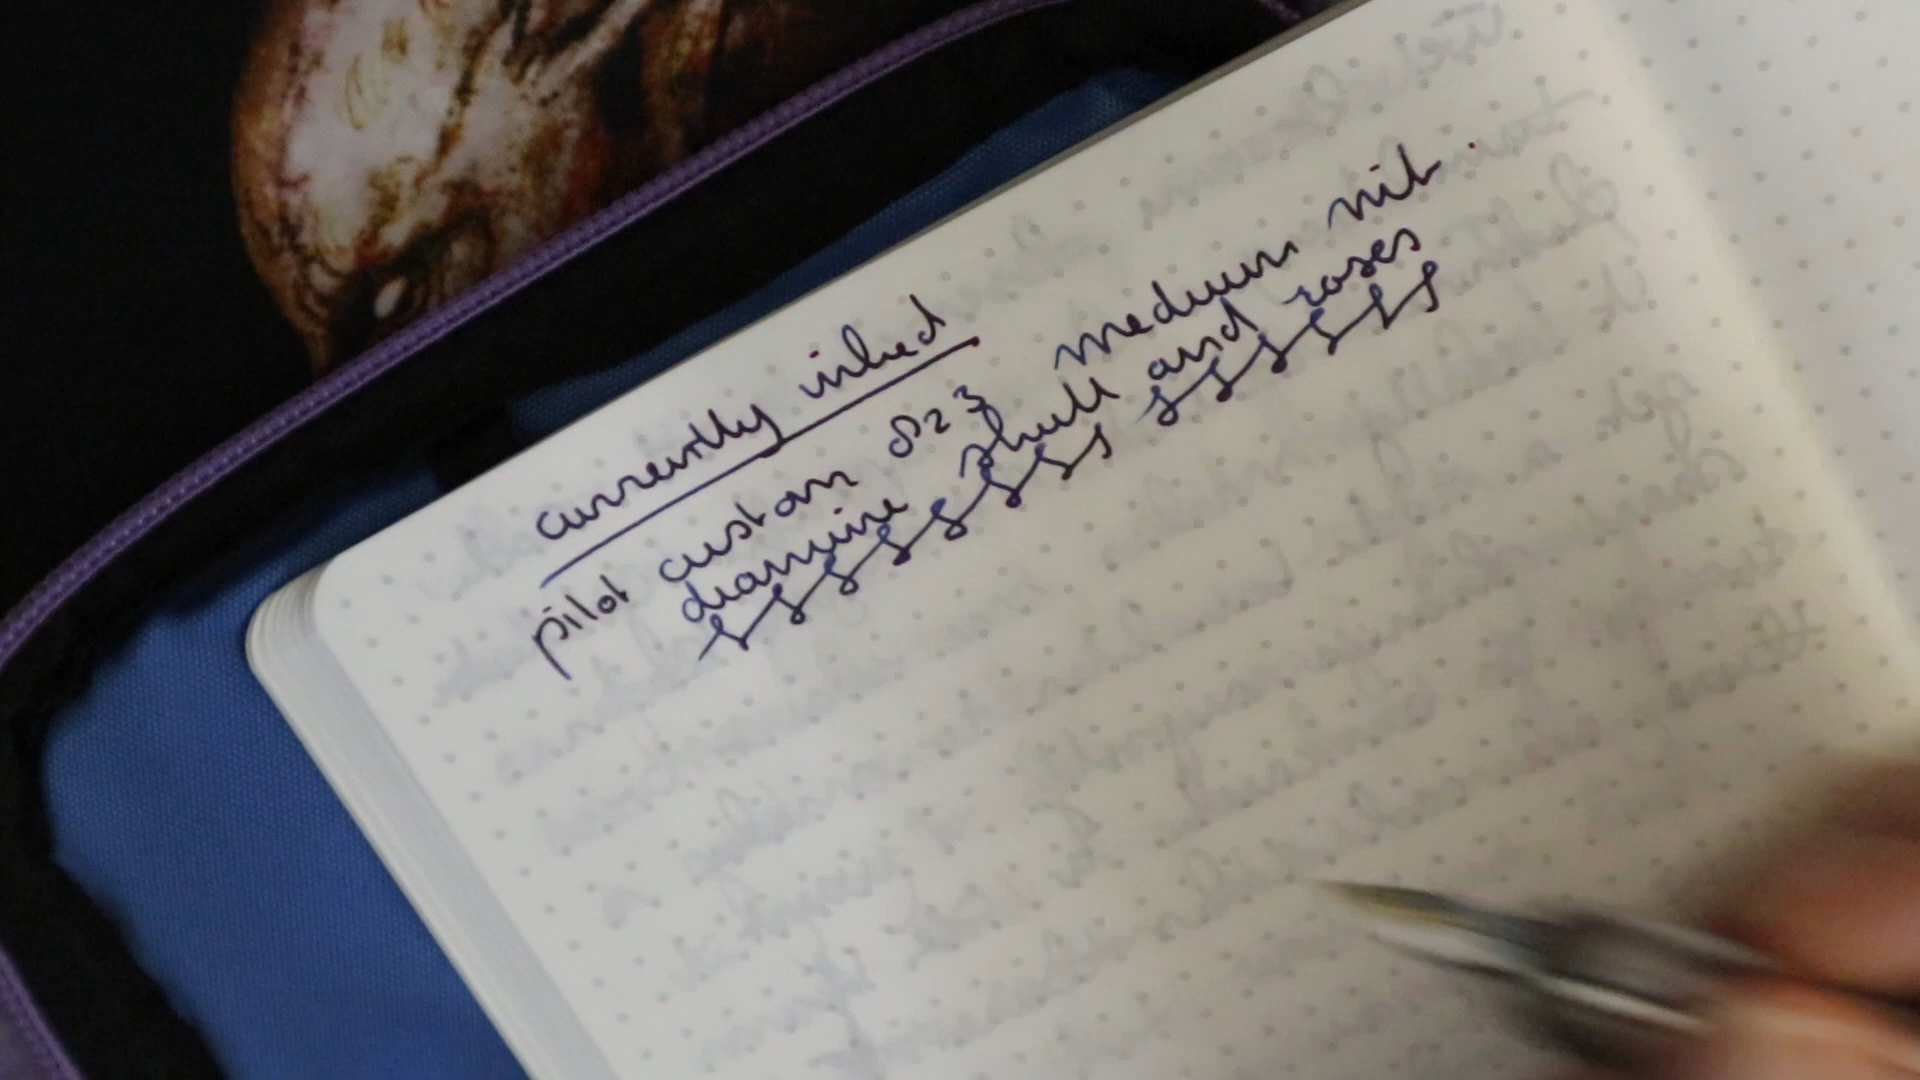 currently inked
pilot custom 823 medium nib.
diamine skull and roses